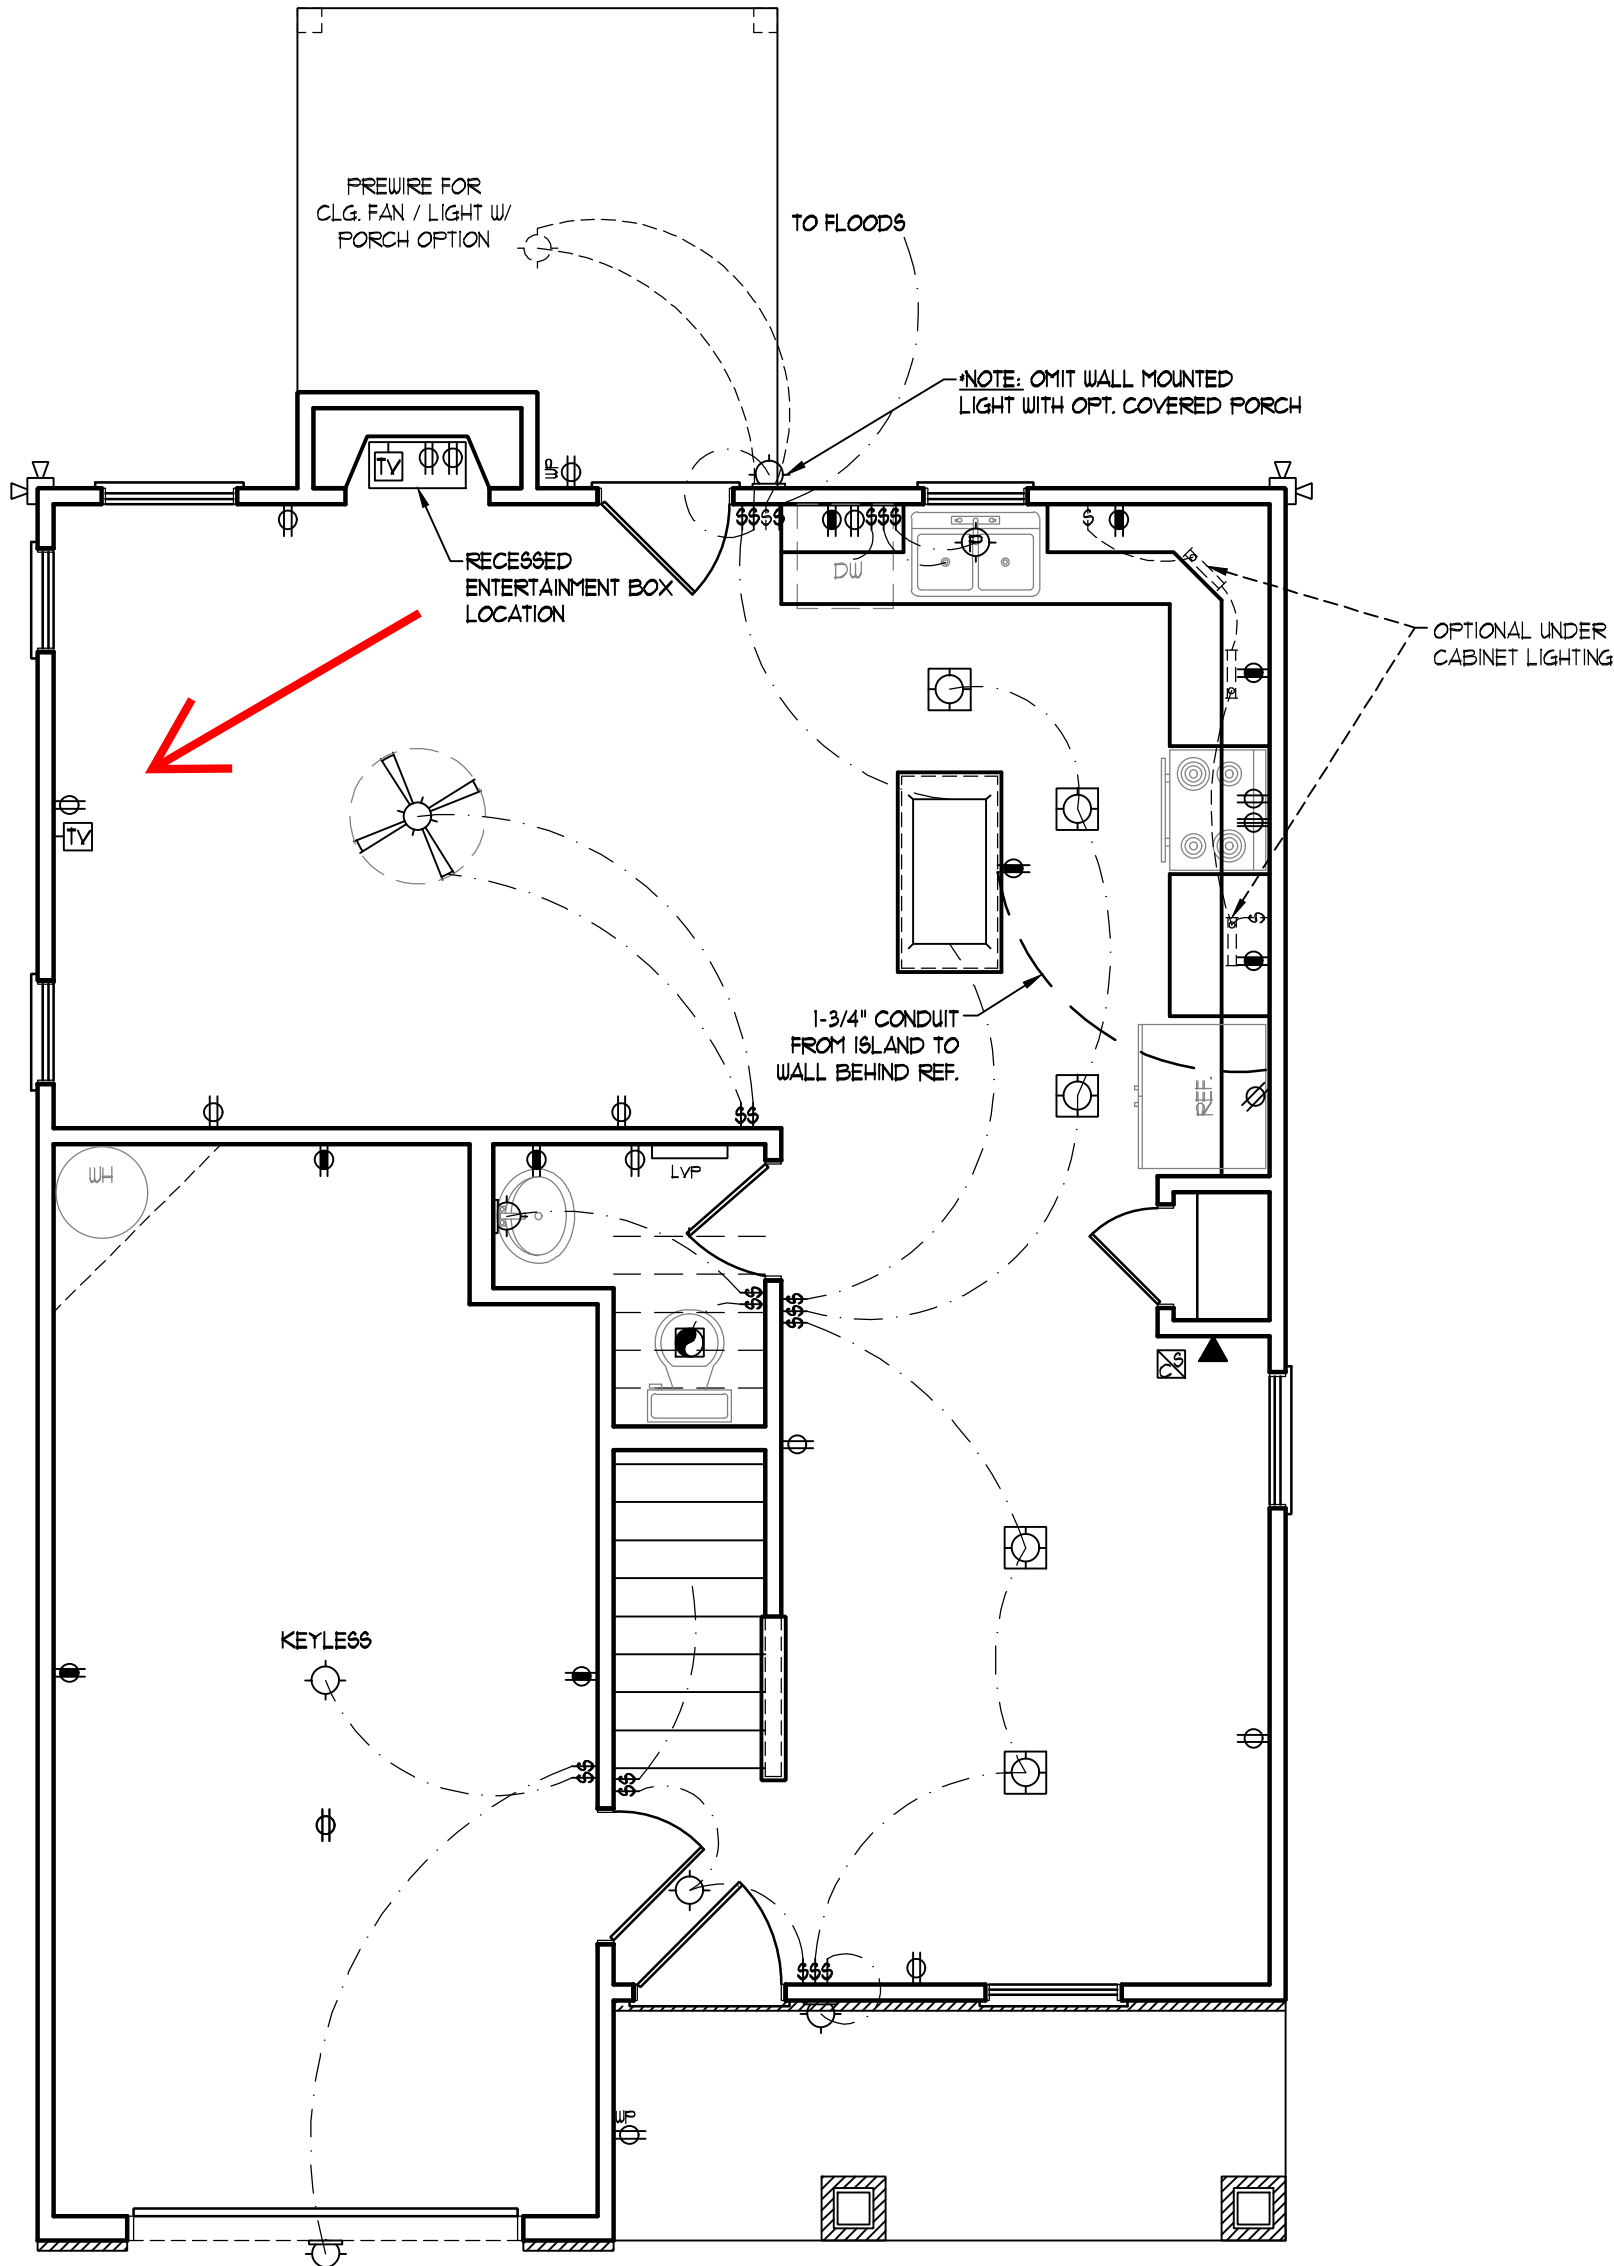 PREWIRE FOR
CLG. FAN / LIGHT W/
PORCH OPTION
TO FLOODS
*NOTE: OMIT WALL MOUNTED
LIGHT WITH OPT. COVERED PORCH
TV
WP
RECESSED
ENTERTAINMENT BOX
LOCATION
$$$$
$$$
$
P
DW
OPTIONAL UNDER
CABINET LIGHTING
TV
$
1-3/4" CONDUIT
FROM ISLAND TO
WALL BEHIND REF.
REF.
$$
WH
LVP
$$
$$$
CS
KEYLESS
$$
$$
$$$
WP